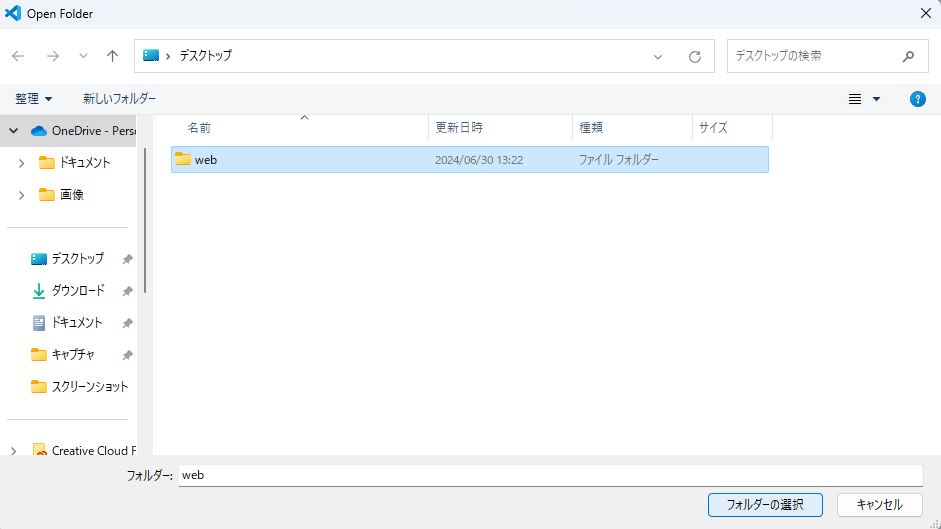 Open Folder
デスクトップ
デスクトップの検索
整理
新しいフォルダー
OneDrive - Perso
ドキュメント
画像
デスクトップ
ダウンロード
ドキュメント
キャプチャ
スクリーンショット
Creative Cloud F
名前
更新日時
種類
サイズ
web
2024/06/30 13:22
ファイル フォルダー
フォルダー:
web
フォルダーの選択
キャンセル